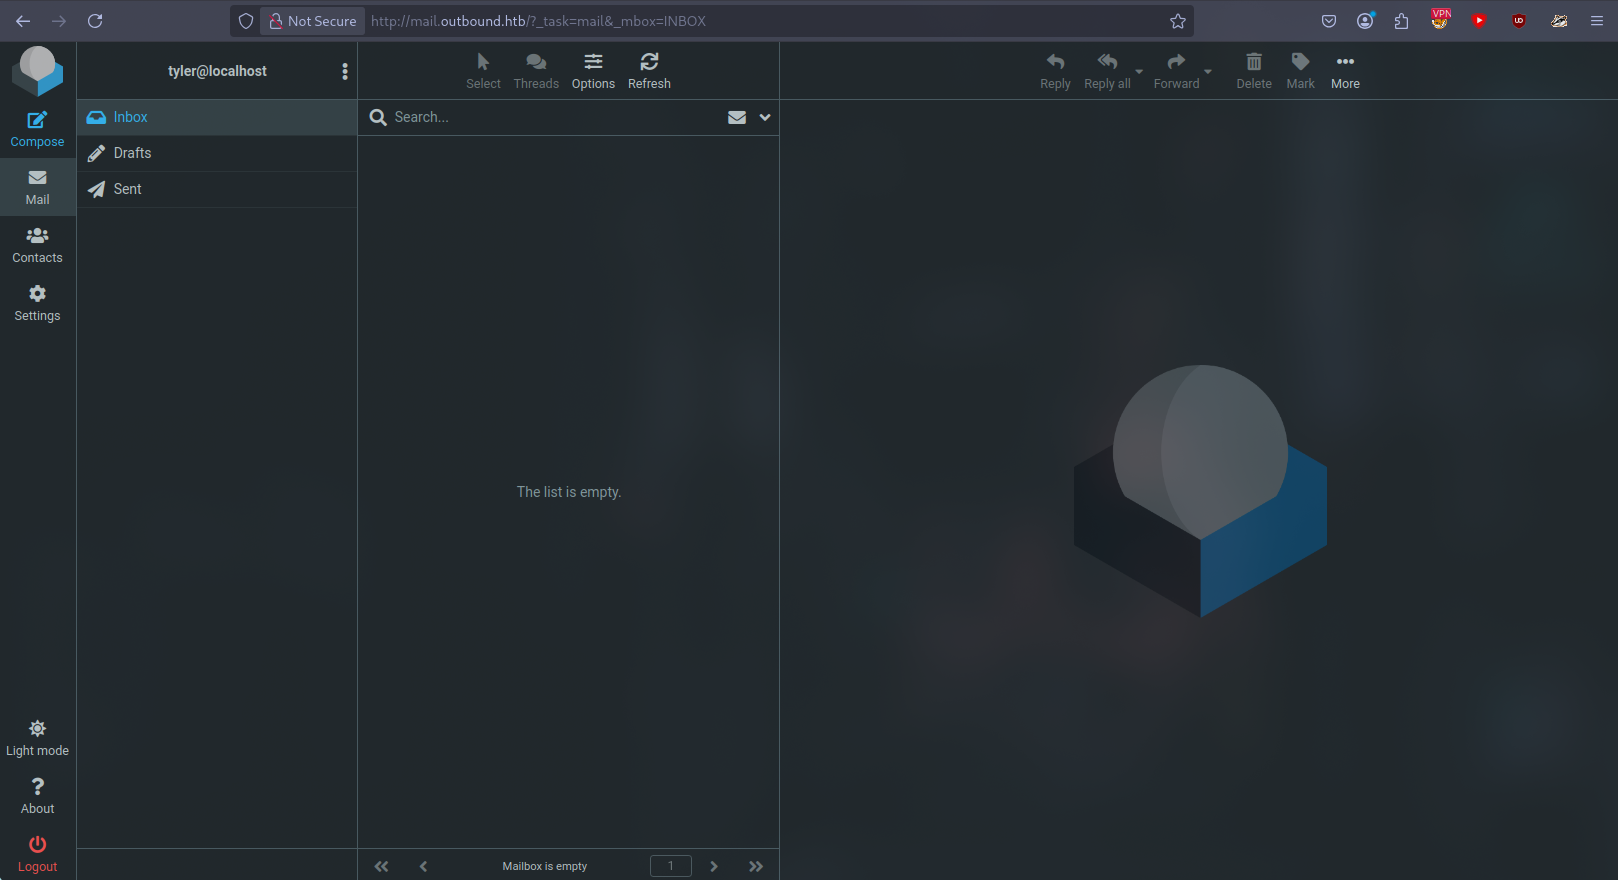 Not Secure http://mail.outbound.htb/?_task=mail&_mbox=INBOX
VPN
UO
tyler@localhost
Select Threads Options Refresh
Reply Reply all Forward Delete Mark More
Compose
Mail
Contacts
Settings
Inbox
Drafts
Sent
Search...
The list is empty.
Light mode
About
Logout
Mailbox is empty 1